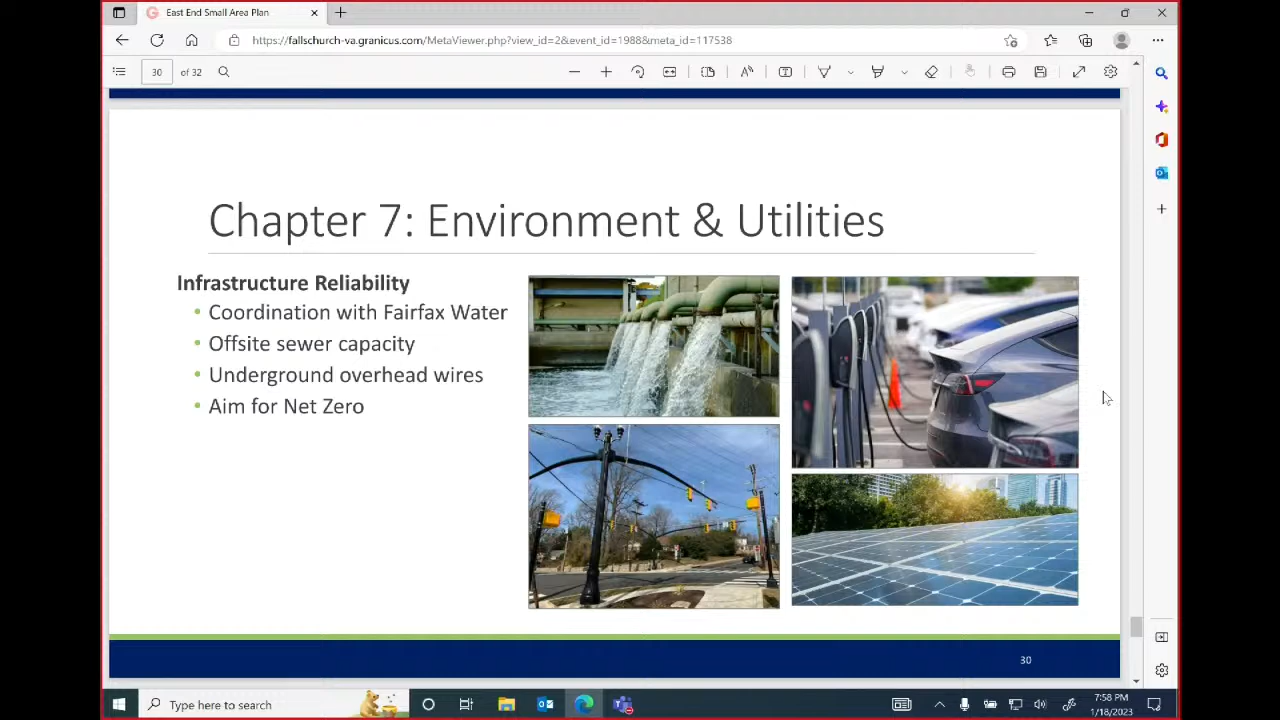 East End Small Area Plan
https://fallschurch-va.granicus.com/MetaViewer.php?view_id=2&event_id=1988&meta_id=117538
30 of 32
Chapter 7: Environment & Utilities
Infrastructure Reliability
• Coordination with Fairfax Water
• Offsite sewer capacity
• Underground overhead wires
• Aim for Net Zero
30
Type here to search
7:58 PM
1/18/2023